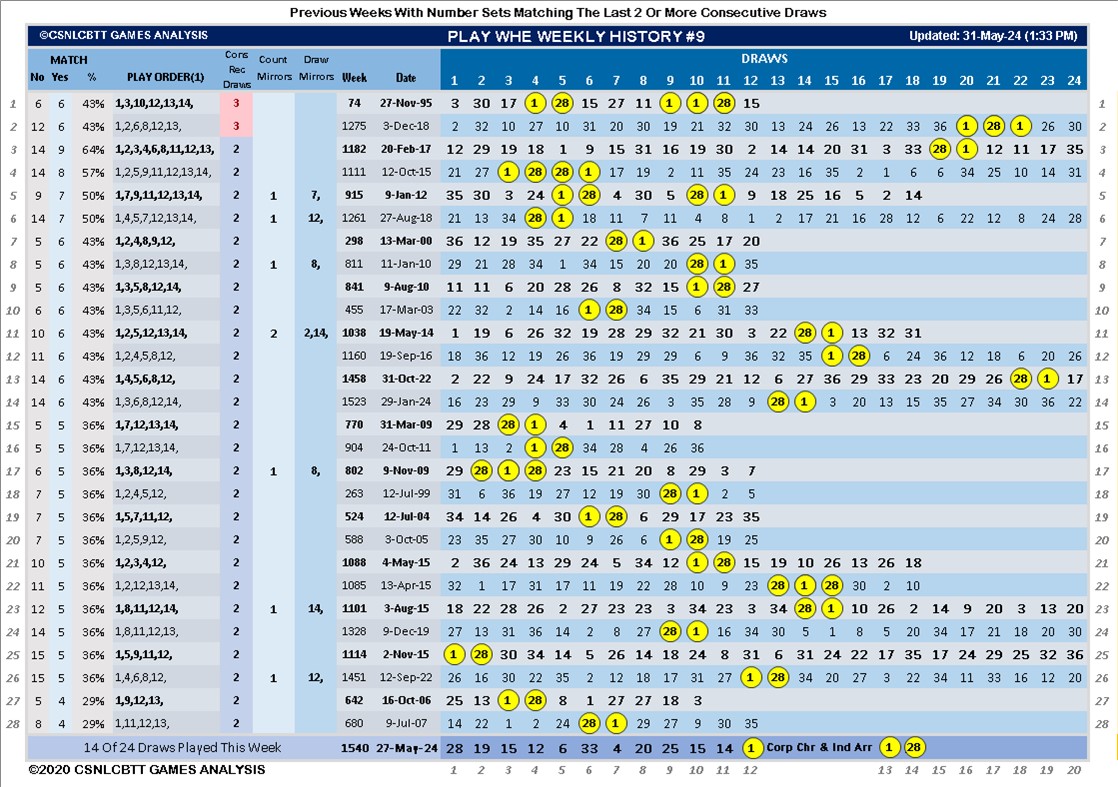 Previous Weeks With Number Sets Matching The Last 2 Or More Consecutive Draws
©CSNLCBTT GAMES ANALYSIS PLAY WHE WEEKLY HISTORY #9 Updated: 31-May-24 (1:33 PM)
MATCH Cons Count Draw DRAWS
No Yes % PLAY ORDER(1) Rec Draws Mirrors Mirrors Week Date 1 2 3 4 5 6 7 8 9 10 11 12 13 14 15 16 17 18 19 20 21 22 23 24
1 6 6 43% 1,3,10,12,13,14, 3 74 27-Nov-95 3 30 17 1 28 15 27 11 9 1 28 15 1
2 12 6 43% 1,2,6,8,12,13, 3 1275 3-Dec-18 2 32 10 27 10 31 20 30 19 21 32 30 13 24 26 13 22 33 36 1 28 1 26 30 2
3 14 9 64% 1,2,3,4,6,8,11,12,13, 2 1182 20-Feb-17 12 29 19 18 1 9 15 31 16 19 30 2 14 14 20 31 3 33 28 1 12 11 17 35 3
4 14 8 57% 1,2,5,9,11,12,13,14, 2 1111 12-Oct-15 21 27 1 28 28 1 17 19 2 11 35 24 23 16 35 2 1 6 6 34 25 10 14 31 4
5 9 7 50% 1,7,9,11,12,13,14, 2 1 7, 915 9-Jan-12 35 30 3 24 1 28 4 30 5 28 1 9 18 25 16 5 2 14 5
6 14 7 50% 1,4,5,7,12,13,14, 2 1 12, 1261 27-Aug-18 21 13 34 28 1 18 11 7 11 4 8 1 2 17 21 16 28 12 6 22 12 8 24 28 6
7 5 6 43% 1,2,4,8,9,12, 2 298 13-Mar-00 36 12 19 35 27 22 28 1 36 25 17 20 7
8 5 6 43% 1,3,8,12,13,14, 2 1 8, 811 11-Jan-10 29 21 28 34 1 34 15 20 20 28 1 35 8
9 5 6 43% 1,3,5,8,12,14, 2 841 9-Aug-10 11 11 6 20 28 26 8 32 15 1 28 27 9
10 6 6 43% 1,3,5,6,11,12, 2 455 17-Mar-03 22 32 2 14 16 1 28 34 15 6 31 33 10
11 10 6 43% 1,2,5,12,13,14, 2 2 2,14, 1038 19-May-14 1 19 6 26 32 19 28 29 32 21 30 3 22 28 1 13 32 31 11
12 11 6 43% 1,2,4,5,8,12, 2 1160 19-Sep-16 18 36 12 19 26 36 19 29 29 6 9 36 32 35 1 28 6 24 36 12 18 6 20 26 12
13 14 6 43% 1,4,5,6,8,12, 2 1458 31-Oct-22 2 22 9 24 17 32 26 6 35 29 21 12 6 27 36 29 33 23 20 29 26 28 1 17 13
14 14 6 43% 1,3,6,8,12,14, 2 1523 29-Jan-24 16 23 29 9 33 30 24 26 3 35 28 9 28 1 3 20 13 15 35 27 34 30 36 22 14
15 5 5 36% 1,7,12,13,14, 2 770 31-Mar-09 29 28 28 1 4 1 11 27 10 8 15
16 5 5 36% 1,7,12,13,14, 2 904 24-Oct-11 1 13 2 1 28 34 28 4 26 36 16
17 6 5 36% 1,3,8,12,14, 2 1 8, 802 9-Nov-09 29 28 1 28 23 15 21 20 8 29 3 7 17
18 7 5 36% 1,2,4,5,12, 2 263 12-Jul-99 31 6 36 19 27 12 19 30 28 1 2 5 18
19 7 5 36% 1,5,7,11,12, 2 524 12-Jul-04 34 14 26 4 30 1 28 6 29 17 23 35 19
20 7 5 36% 1,2,5,9,12, 2 588 3-Oct-05 23 35 27 30 10 9 26 6 1 28 19 25 20
21 10 5 36% 1,2,3,4,12, 2 1088 4-May-15 2 36 24 13 29 24 5 34 12 1 28 15 19 10 26 13 26 18 21
22 11 5 36% 1,2,12,13,14, 2 1085 13-Apr-15 32 1 17 31 17 11 19 22 28 10 9 23 28 1 28 30 2 10 22
23 12 5 36% 1,8,11,12,14, 2 1 14, 1101 3-Aug-15 18 22 28 26 2 27 23 23 3 34 23 3 34 28 1 10 26 2 14 9 20 3 13 20 23
24 14 5 36% 1,8,11,12,13, 2 1328 9-Dec-19 27 13 31 36 14 2 8 27 28 1 16 34 30 5 1 8 5 20 34 17 21 18 20 30 24
25 15 5 36% 1,5,9,11,12, 2 1114 2-Nov-15 1 28 30 34 14 5 26 14 18 24 8 31 6 31 24 22 17 35 17 24 29 25 32 36 25
26 15 5 36% 1,4,6,8,12, 2 1 12, 1451 12-Sep-22 26 16 30 22 35 2 12 18 17 31 27 1 28 34 20 27 3 22 34 11 6 24 12 20 26
27 5 4 29% 1,9,12,13, 2 642 16-Oct-06 25 13 1 28 8 1 27 27 18 3 27
28 8 4 29% 1,11,12,13, 2 680 9-Jul-07 14 22 1 2 24 28 1 29 27 9 30 35 28
14 Of 24 Draws Played This Week 1540 27-May-24 28 19 15 12 6 33 4 20 25 15 14 1 Corp Chr & Ind Arr 1 28
©2020 CSNLCBTT GAMES ANALYSIS 1 2 3 4 5 6 7 8 9 10 11 12 13 14 15 16 17 18 19 20